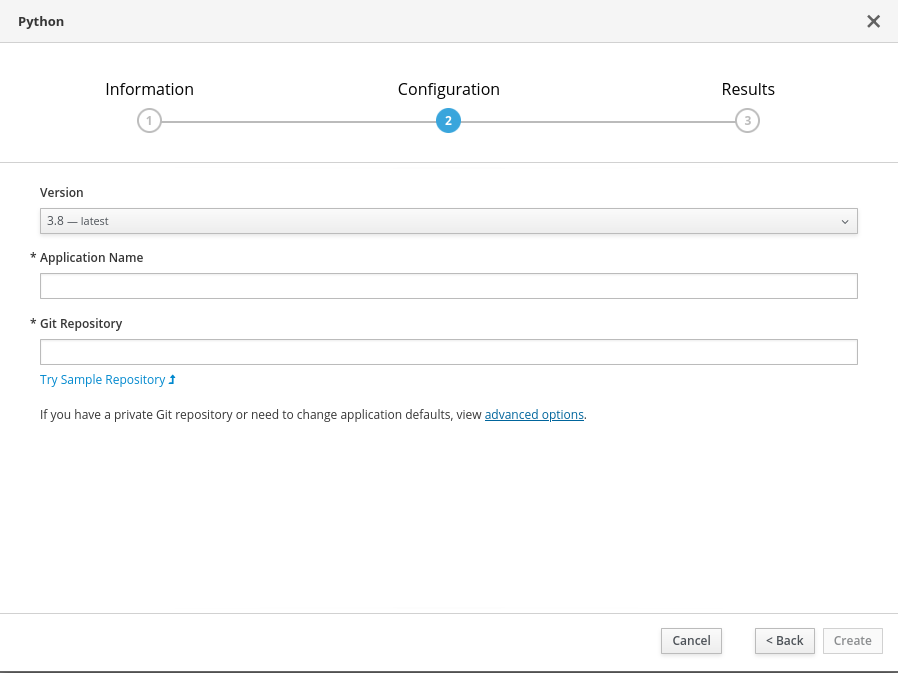 Python
Information
Configuration
Results
1
2
3
Version
3.8 — latest
* Application Name
* Git Repository
Try Sample Repository
If you have a private Git repository or need to change application defaults, view advanced options.
Cancel
< Back
Create